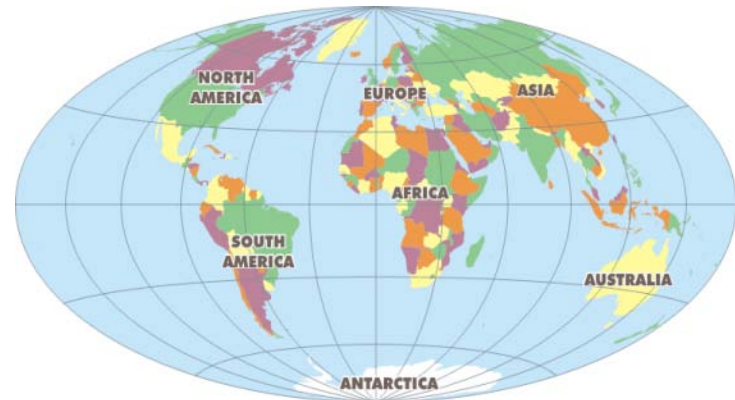 NORTH
AMERICA
EUROPE
ASIA
AFRICA
SOUTH
AMERICA
AUSTRALIA
ANTARCTICA